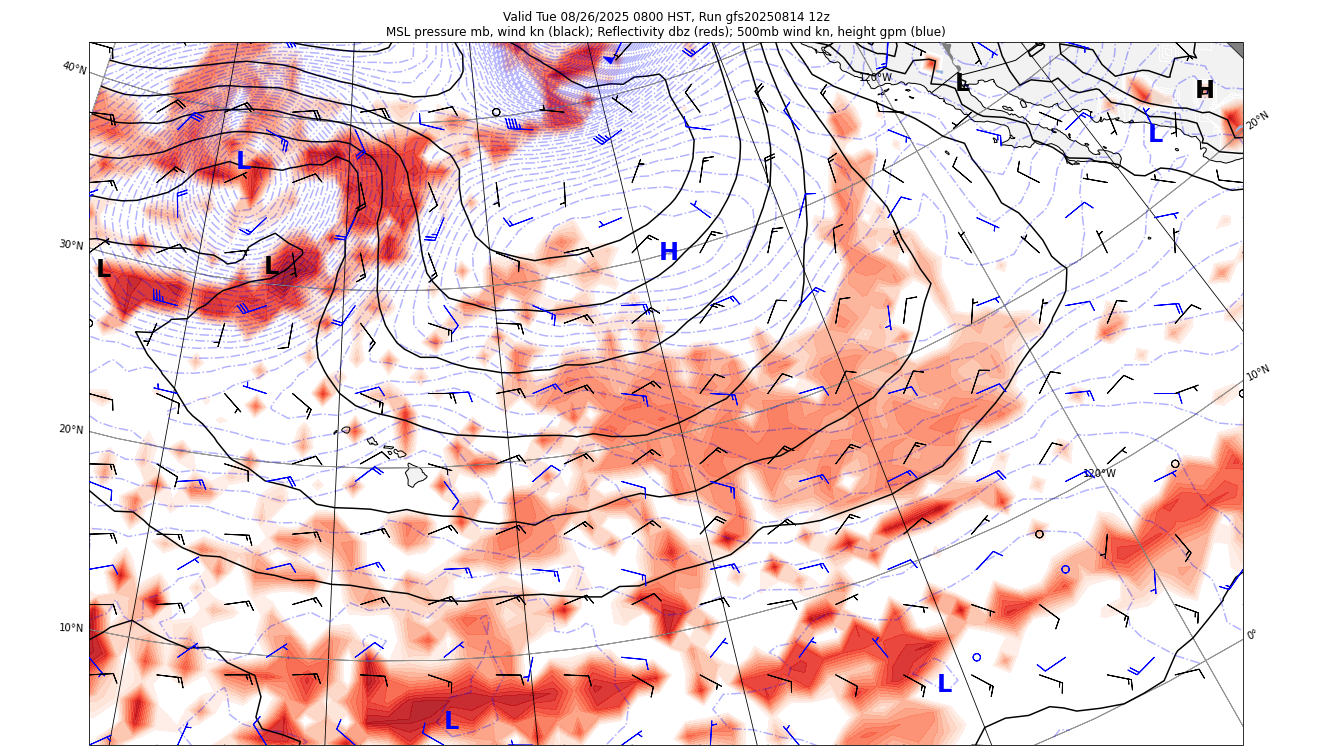 Valid Tue 08/26/2025 0800 HST, Run gfs20250814 12z
MSL pressure mb, wind kn (black); Reflectivity dbz (reds); 500mb wind kn, height gpm (blue)
40°N
120°W
L
H
20°N
L
L
30°N
H
L
L
10°N
20°N
120°W
10°N
0°
L
L